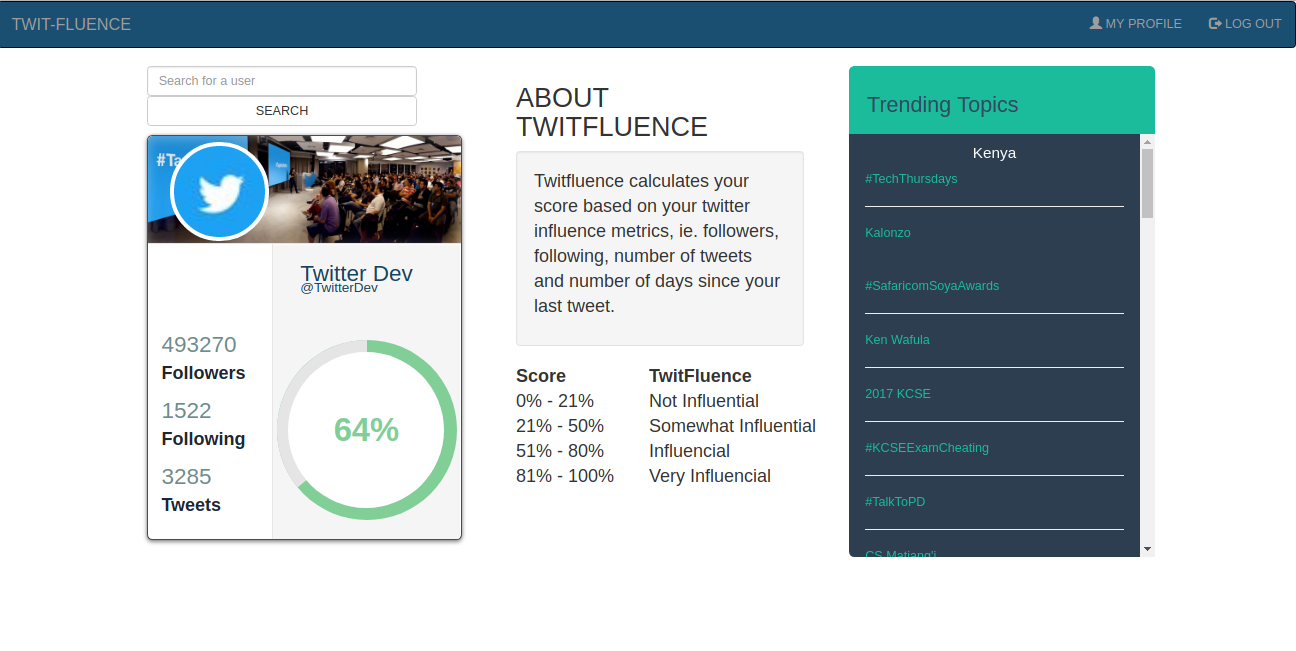 TWIT-FLUENCE
MY PROFILE
LOG OUT
Search for a user
SEARCH
#Ta
Twitter Dev
@TwitterDev
493270
Followers
1522
Following
3285
Tweets
64%
ABOUT
TWITFLUENCE
Twitfluence calculates your
score based on your twitter
influence metrics, ie. followers,
following, number of tweets
and number of days since your
last tweet.
Score TwitFluence
0% - 21% Not Influential
21% - 50% Somewhat Influential
51% - 80% Influencial
81% - 100% Very Influencial
Trending Topics
Kenya
#TechThursdays
Kalonzo
#SafaricomSoyaAwards
Ken Wafula
2017 KCSE
#KCSEExamCheating
#TalkToPD
CS Matiang'i